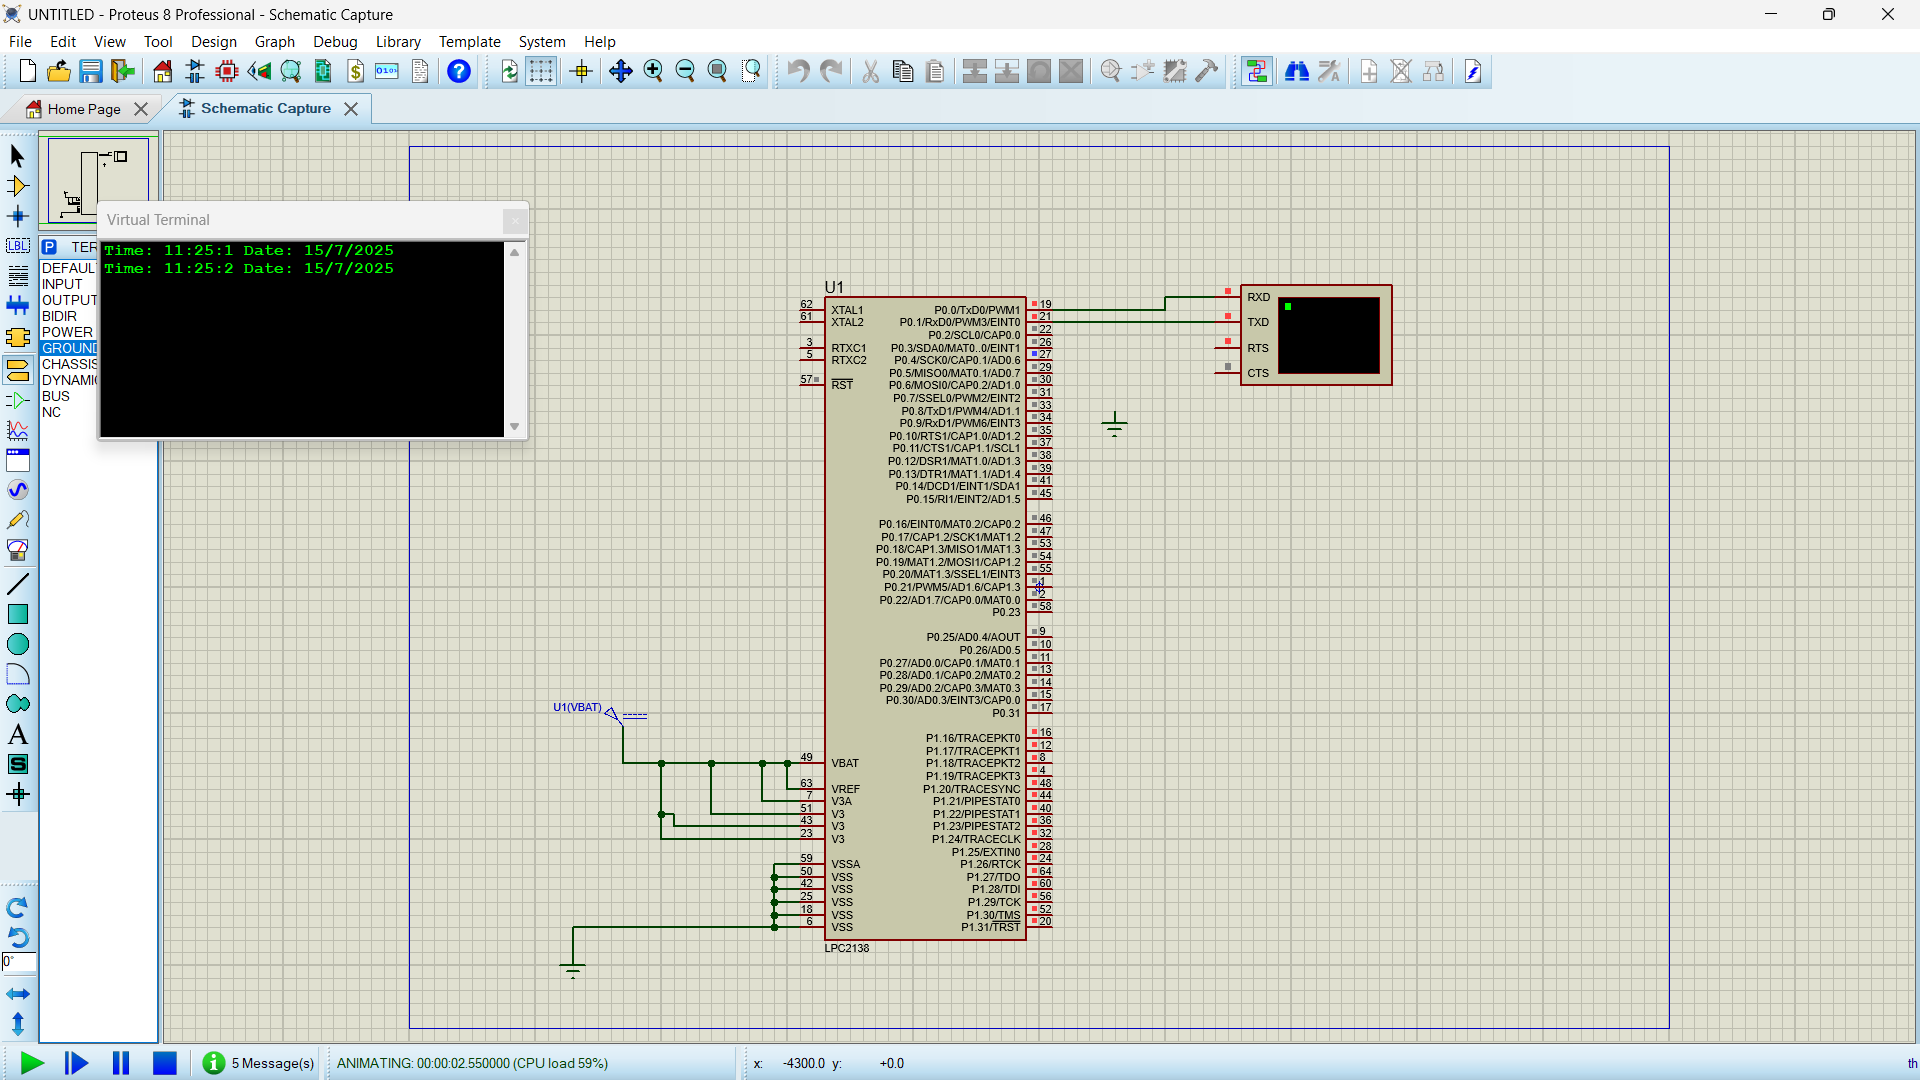 UNTITLED - Proteus 8 Professional - Schematic Capture
File Edit View Tool Design Graph Debug Library Template System Help
Home Page
Schematic Capture
LBL
P TER
DEFAUL
INPUT
OUTPUT
BIDIR
POWER
GROUND
CHASSIS
DYNAMI
BUS
NC
Virtual Terminal
Time: 11:25:1 Date: 15/7/2025
Time: 11:25:2 Date: 15/7/2025
U1
62 XTAL1
61 XTAL2
3 RTXC1
5 RTXC2
57 RST
49 VBAT
63 VREF
7 V3A
51 V3
43 V3
23 V3
59 VSSA
50 VSS
42 VSS
25 VSS
18 VSS
6 VSS
P0.0/TxD0/PWM1 19
P0.1/RxD0/PWM3/EINT0 21
P0.2/SCL0/CAP0.0 22
P0.3/SDA0/MAT0..0/EINT1 26
P0.4/SCK0/CAP0.1/AD0.6 27
P0.5/MISO0/MAT0.1/AD0.7 29
P0.6/MOSI0/CAP0.2/AD1.0 30
P0.7/SSEL0/PWM2/EINT2 31
P0.8/TxD1/PWM4/AD1.1 33
P0.9/RxD1/PWM6/EINT3 34
P0.10/RTS1/CAP1.0/AD1.2 35
P0.11/CTS1/CAP1.1/SCL1 37
P0.12/DSR1/MAT1.0/AD1.3 38
P0.13/DTR1/MAT1.1/AD1.4 39
P0.14/DCD1/EINT1/SDA1 41
P0.15/RI1/EINT2/AD1.5 45
P0.16/EINT0/MAT0.2/CAP0.2 46
P0.17/CAP1.2/SCK1/MAT1.2 47
P0.18/CAP1.3/MISO1/MAT1.3 53
P0.19/MAT1.2/MOSI1/CAP1.2 54
P0.20/MAT1.3/SSEL1/EINT3 55
P0.21/PWM5/AD1.6/CAP1.3 1
P0.22/AD1.7/CAP0.0/MAT0.0 2
P0.23 58
P0.25/AD0.4/AOUT 9
P0.26/AD0.5 10
P0.27/AD0.0/CAP0.1/MAT0.1 11
P0.28/AD0.1/CAP0.2/MAT0.2 13
P0.29/AD0.2/CAP0.3/MAT0.3 14
P0.30/AD0.3/EINT3/CAP0.0 15
P0.31 17
P1.16/TRACEPKT0 16
P1.17/TRACEPKT1 12
P1.18/TRACEPKT2 8
P1.19/TRACEPKT3 4
P1.20/TRACESYNC 48
P1.21/PIPESTAT0 44
P1.22/PIPESTAT1 40
P1.23/PIPESTAT2 36
P1.24/TRACECLK 32
P1.25/EXTIN0 28
P1.26/RTCK 24
P1.27/TDO 64
P1.28/TDI 60
P1.29/TCK 56
P1.30/TMS 52
P1.31/TRST 20
LPC2138
U1(VBAT)
RXD
TXD
RTS
CTS
A
S
0°
5 Message(s) ANIMATING: 00:00:02.550000 (CPU load 59%) x: -4300.0 y: +0.0 th